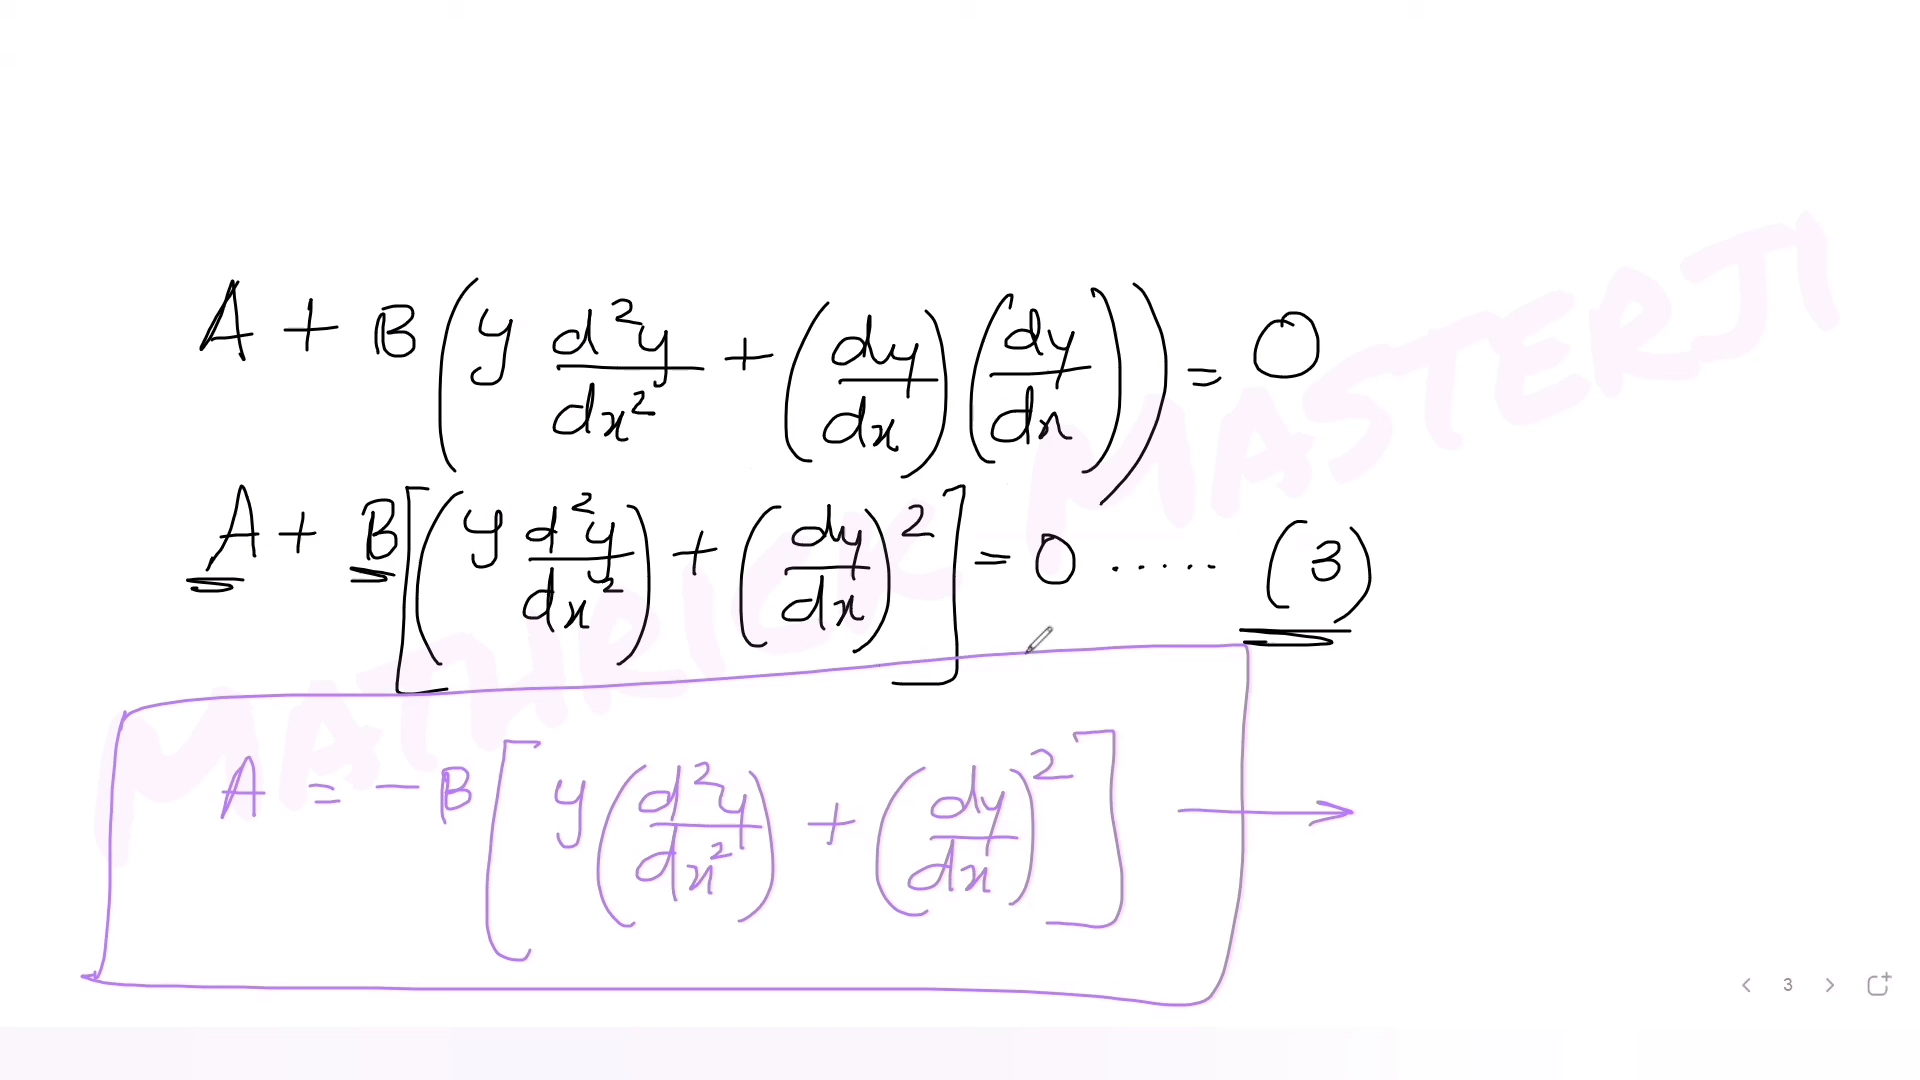 A + B(y d²y/dx² + (dy/dx)(dy/dx)) = 0
A + B[(y d²y/dx²) + (dy/dx)²] = 0 ..... (3)
A = -B[y(d²y/dx²) + (dy/dx)²] →
MATHRICK MASTERJI
3